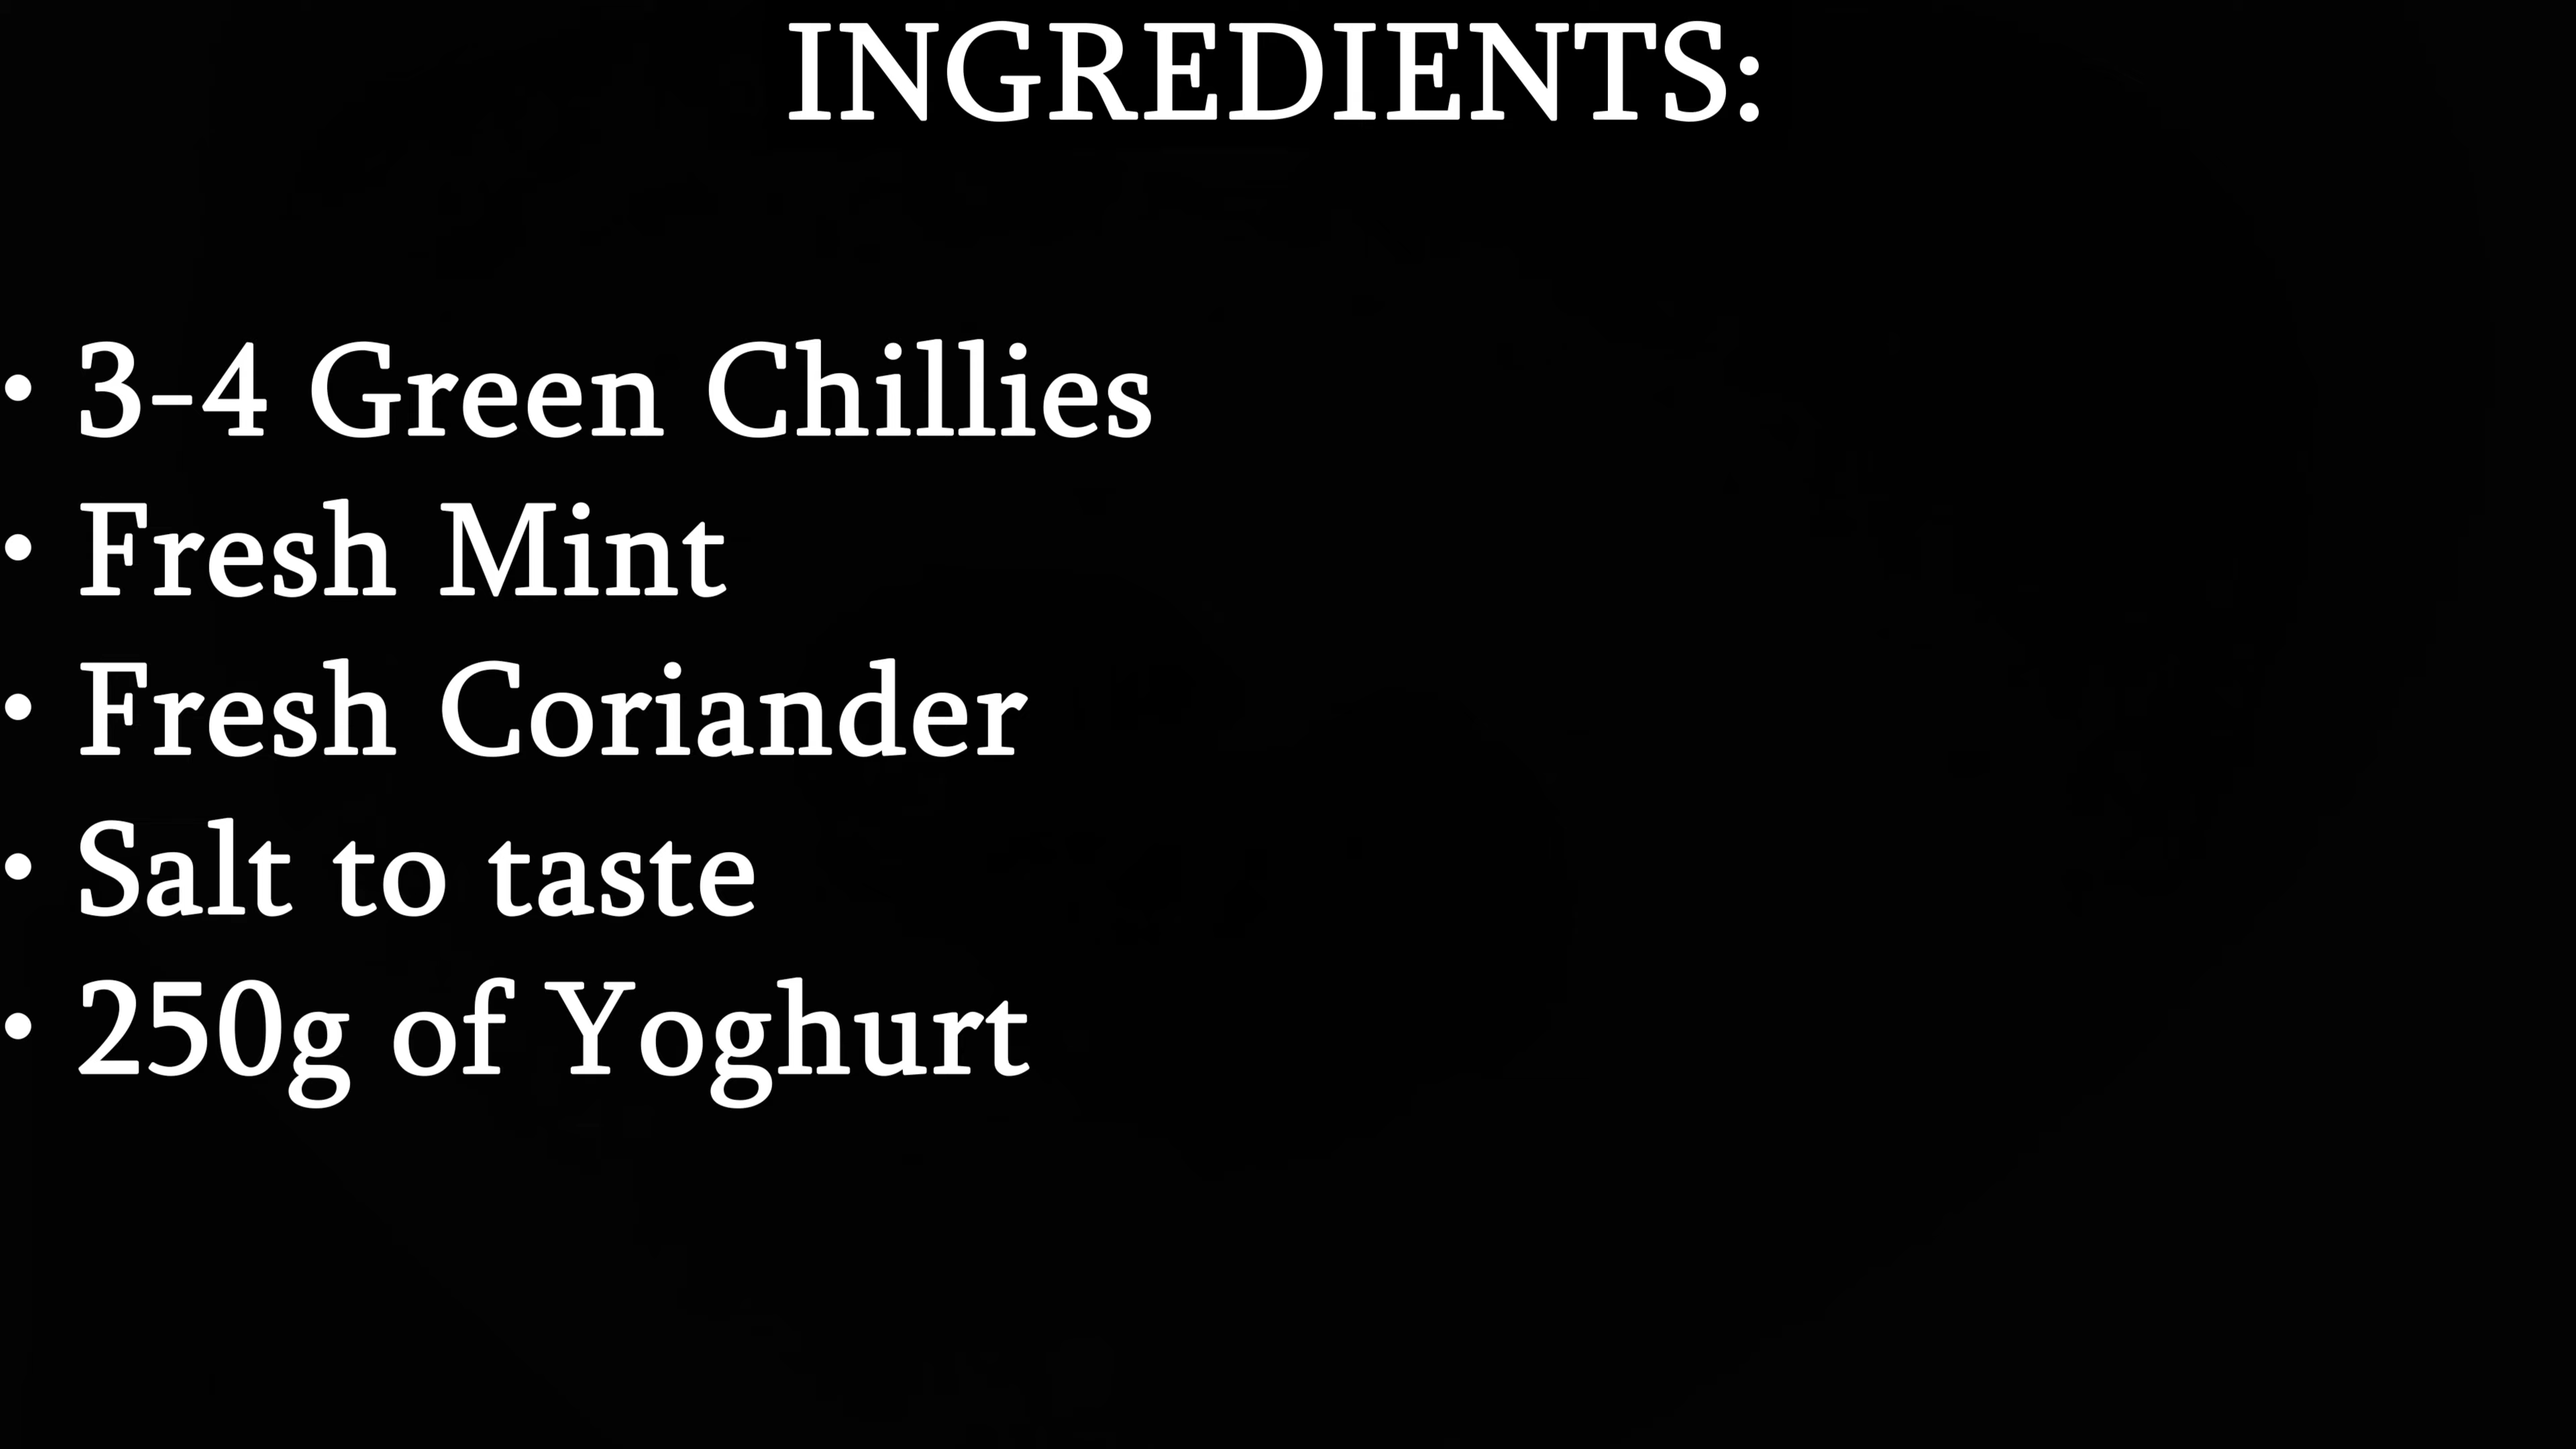 INGREDIENTS:
• 3-4 Green Chillies
• Fresh Mint
• Fresh Coriander
• Salt to taste
• 250g of Yoghurt